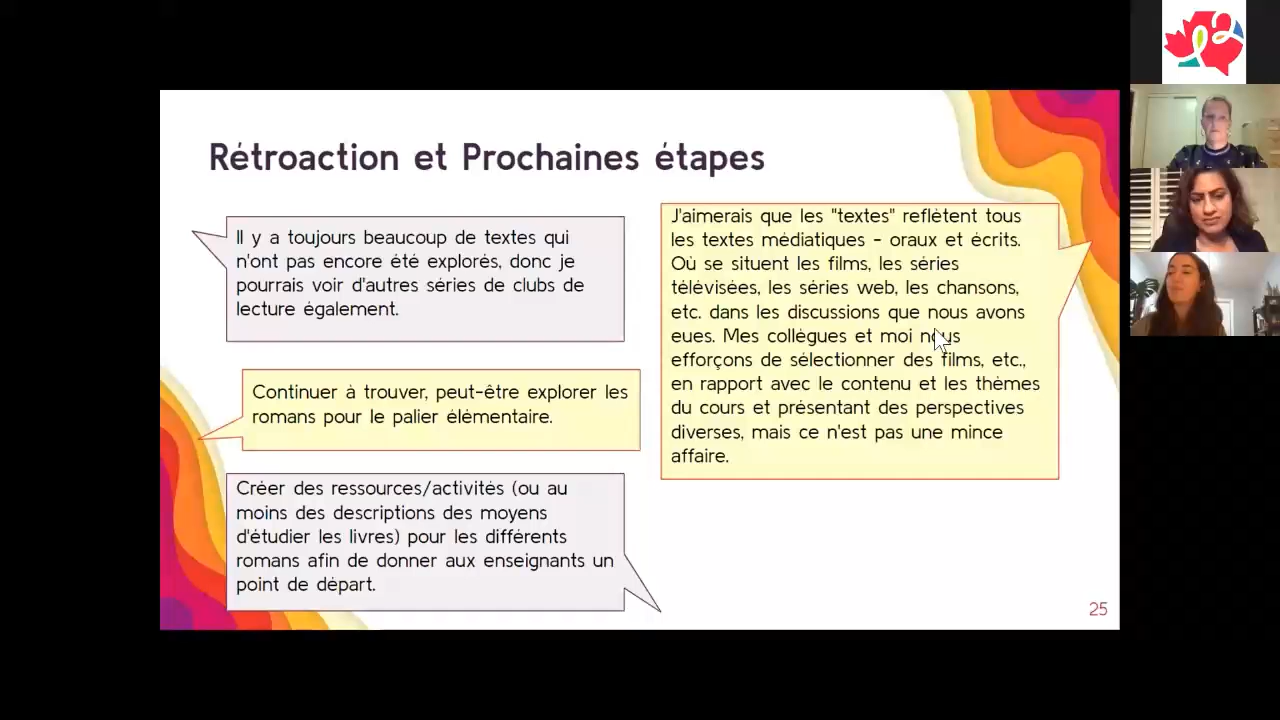 Rétroaction et Prochaines étapes
Il y a toujours beaucoup de textes qui
n'ont pas encore été explorés, donc je
pourrais voir d'autres séries de clubs de
lecture également.
Continuer à trouver, peut-être explorer les
romans pour le palier élémentaire.
Créer des ressources/activités (ou au
moins des descriptions des moyens
d'étudier les livres) pour les différents
romans afin de donner aux enseignants un
point de départ.
J'aimerais que les "textes" reflètent tous
les textes médiatiques - oraux et écrits.
Où se situent les films, les séries
télévisées, les séries web, les chansons,
etc. dans les discussions que nous avons
eues. Mes collègues et moi nous
efforçons de sélectionner des films, etc.,
en rapport avec le contenu et les thèmes
du cours et présentant des perspectives
diverses, mais ce n'est pas une mince
affaire.
25